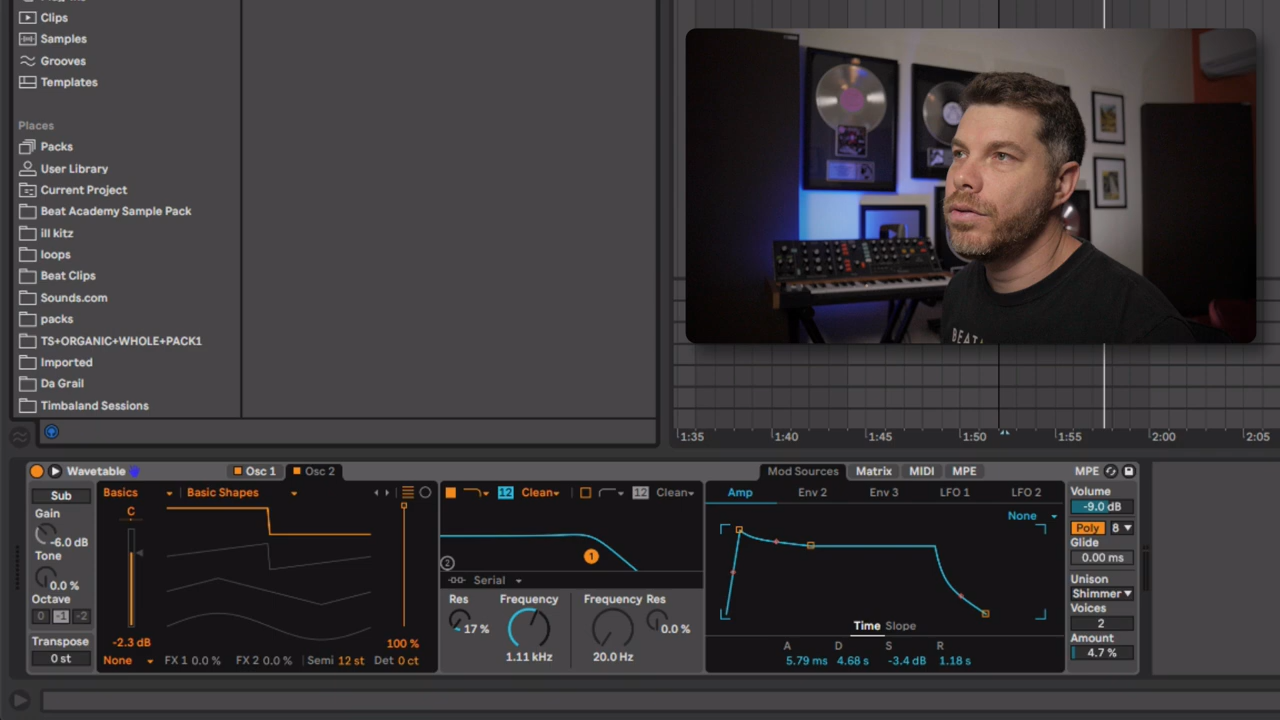 Clips
Samples
Grooves
Templates
Places
Packs
User Library
Current Project
Beat Academy Sample Pack
ill kitz
loops
Beat Clips
Sounds.com
packs
TS+ORGANIC+WHOLE+PACK1
Imported
Da Grail
Timbaland Sessions
1:35 1:40 1:45 1:50 1:55 2:00 2:05
Wavetable Osc 1 Osc 2 Mod Sources Matrix MIDI MPE MPE
Sub Basics Basic Shapes 12 Clean 12 Clean Amp Env 2 Env 3 LFO 1 LFO 2 Volume
Gain C -9.0 dB
-6.0 dB None Poly 8
Tone Glide
0.0 % 1 0.00 ms
2 Serial Unison
Octave Res Frequency Frequency Res Shimmer
0 -1 -2 17 % 0.0 % Time Slope Voices
-2.3 dB 100 % 2
Transpose 1.11 kHz 20.0 Hz A D S R Amount
0 st None FX 1 0.0 % FX 2 0.0 % Semi 12 st Det 0 ct 5.79 ms 4.68 s -3.4 dB 1.18 s 4.7 %